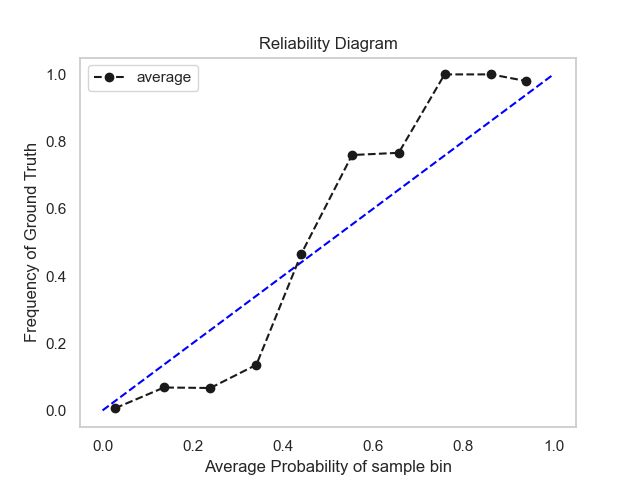 Reliability Diagram
average
Frequency of Ground Truth
1.0
0.8
0.6
0.4
0.2
0.0
0.0 0.2 0.4 0.6 0.8 1.0
Average Probability of sample bin